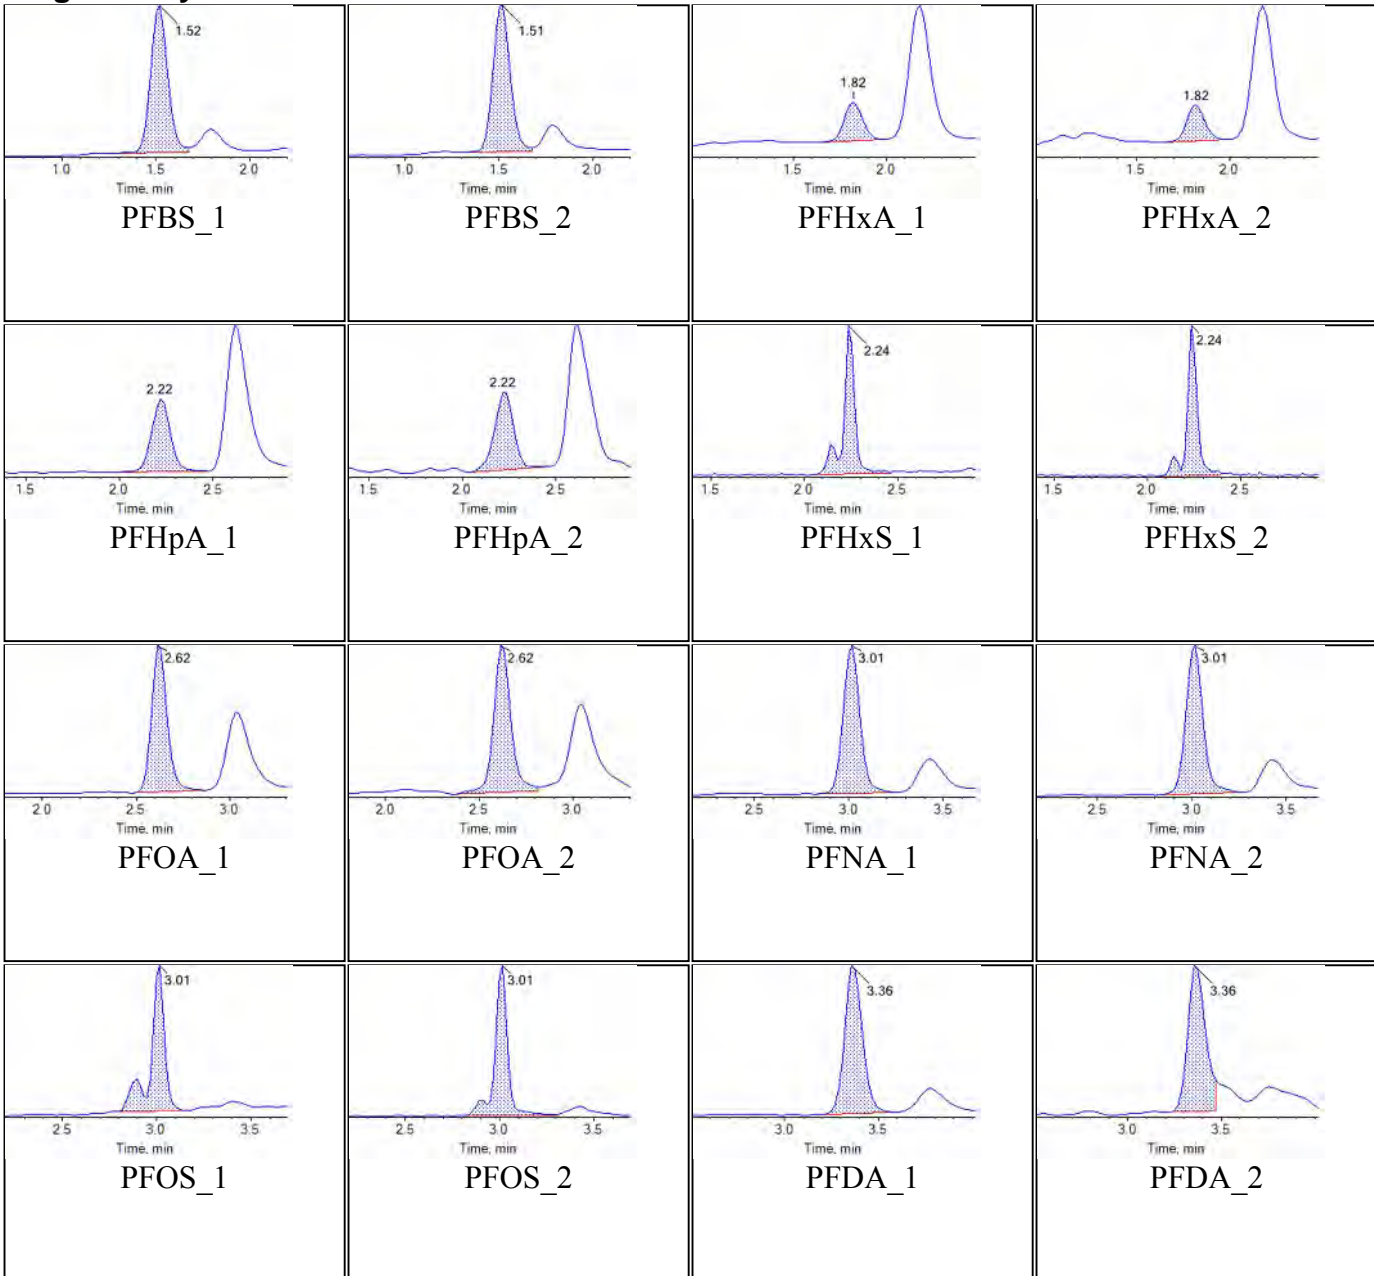 1.52 1.51 1.82 1.82
1.0 1.5 2.0 1.0 1.5 2.0 1.5 2.0 1.5 2.0
Time, min Time, min Time, min Time, min
PFBS_1 PFBS_2 PFHxA_1 PFHxA_2
2.22 2.22 2.24 2.24
1.5 2.0 2.5 1.5 2.0 2.5 1.5 2.0 2.5 1.5 2.0 2.5
Time, min Time, min Time, min Time, min
PFHpA_1 PFHpA_2 PFHxS_1 PFHxS_2
2.62 2.62 3.01 3.01
2.0 2.5 3.0 2.0 2.5 3.0 2.5 3.0 3.5 2.5 3.0 3.5
Time, min Time, min Time, min Time, min
PFOA_1 PFOA_2 PFNA_1 PFNA_2
3.01 3.01 3.36 3.36
2.5 3.0 3.5 2.5 3.0 3.5 3.0 3.5 3.0 3.5
Time, min Time, min Time, min Time, min
PFOS_1 PFOS_2 PFDA_1 PFDA_2